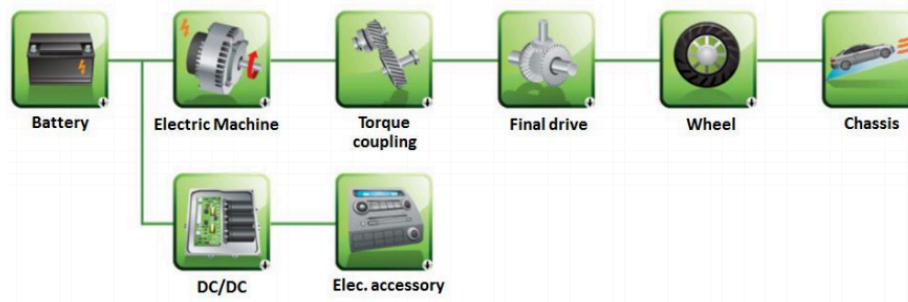 Battery
Electric Machine
Torque
coupling
Final drive
Wheel
Chassis
DC/DC
Elec. accessory